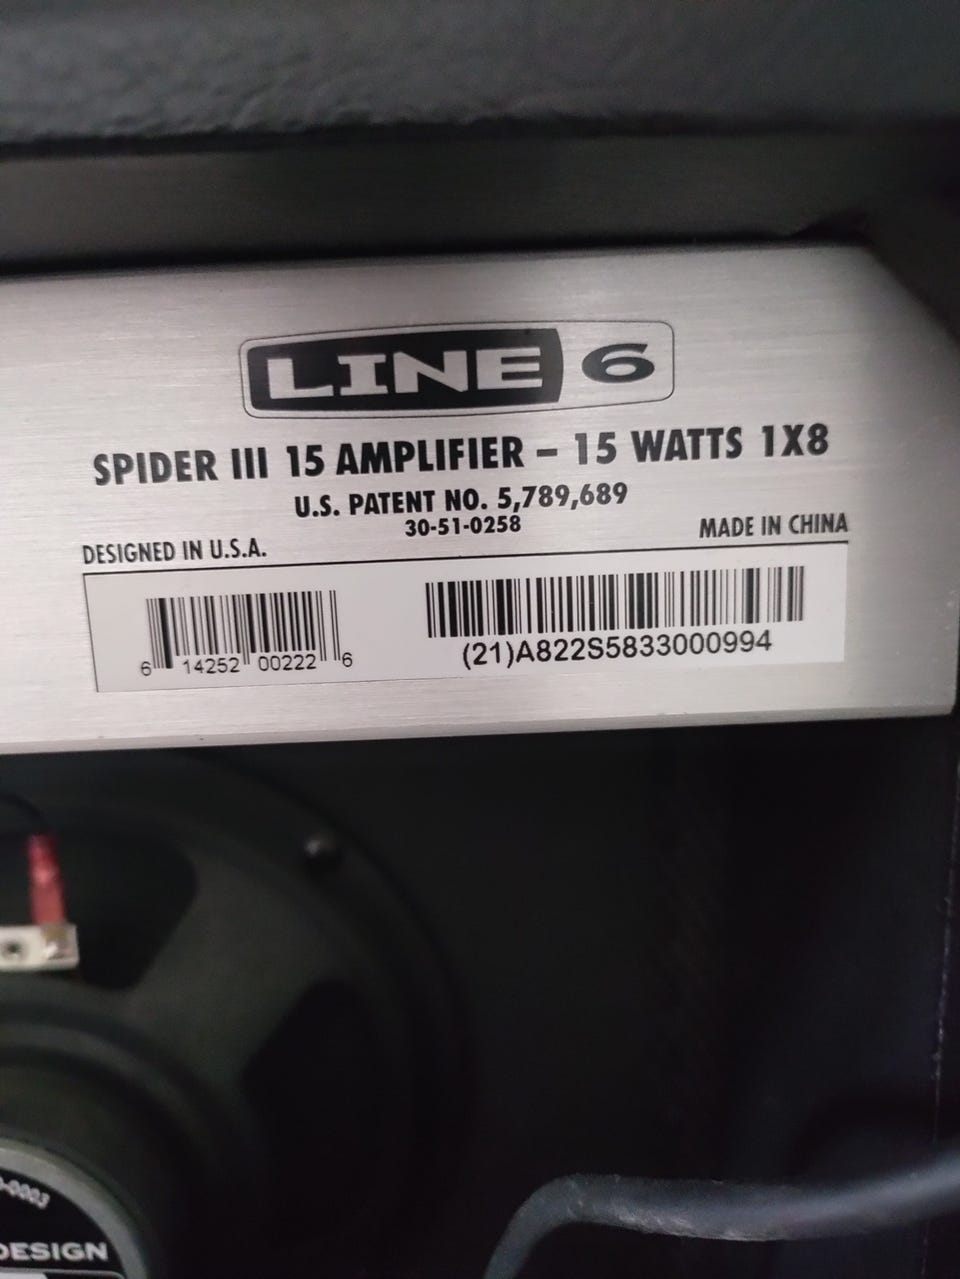 LINE 6
SPIDER III 15 AMPLIFIER – 15 WATTS 1X8
U.S. PATENT NO. 5,789,689
30-51-0258
DESIGNED IN U.S.A.
MADE IN CHINA
6 14252 00222 6
(21)A822S5833000994
-0003
DESIGN